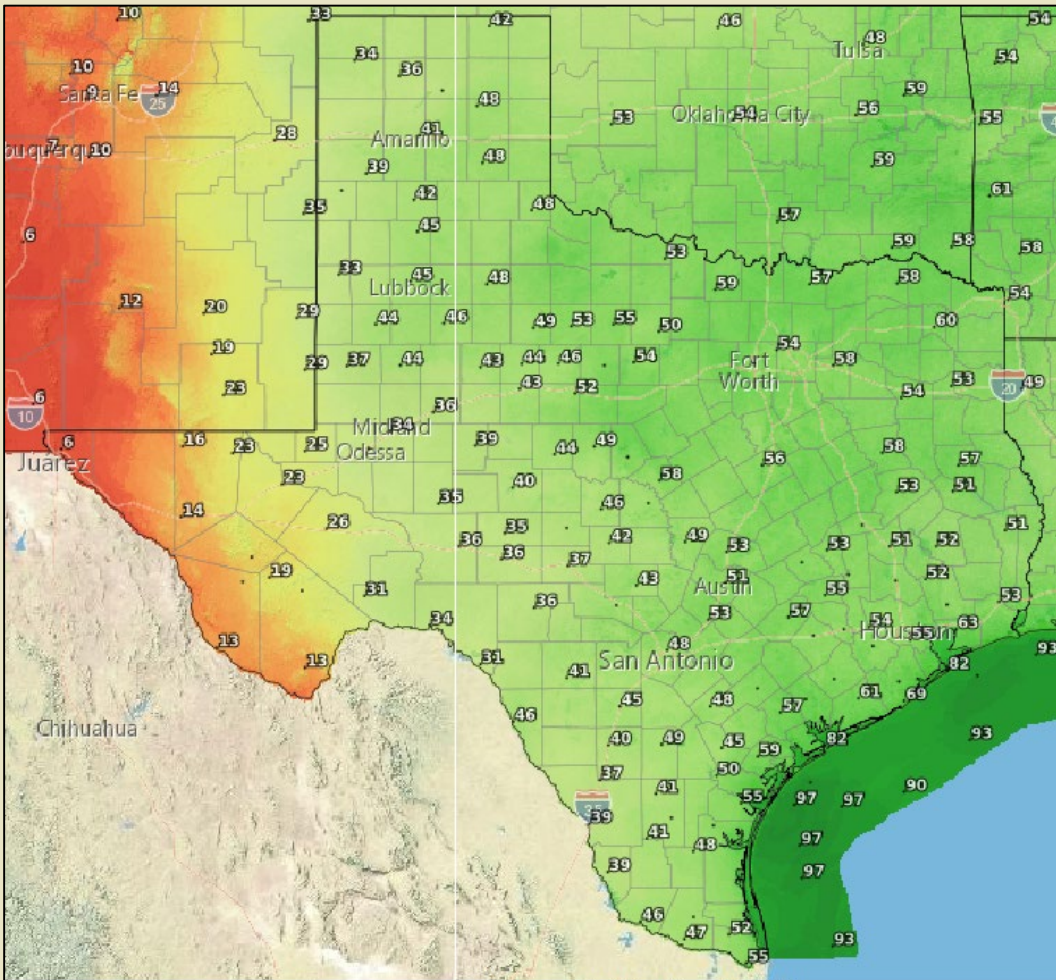 10 33 42 46 54
34 48
Tulsa
36 54
10 14 59
Santa Fe 9 25 48
56
53 Oklahoma City 54 55
28 41
Amarillo
7 10 48 59
buquerque
39
42 61
35 48
57
45
6 59 58 58
53
33 45 48 59 57 58
Lubbock
54
12 20 29
44 46 49 53 55 50 60
19 54
29 37 44 43 44 46 54 58
Fort
Worth
23 43 52 54 53 20 49
6
10 36
34
Midland
6 16 23 25 39 44 49 58
Odessa
Juárez 56 57
23 40 58 53 51
35 46
14 26 35 51
36 42 49 53 53 51 52
36 37
19 43 51 52
Austin
31 36 55 53
34 53 57 54 63
Houston
55
13 48
31 San Antonio 82 93
13 41
46 45 48 57 61 69
Chihuahua
40 49 45 59 82 93
37 50
41 55 97 97 90
35
39
41 48 97
39 97
46
47 52 93
55